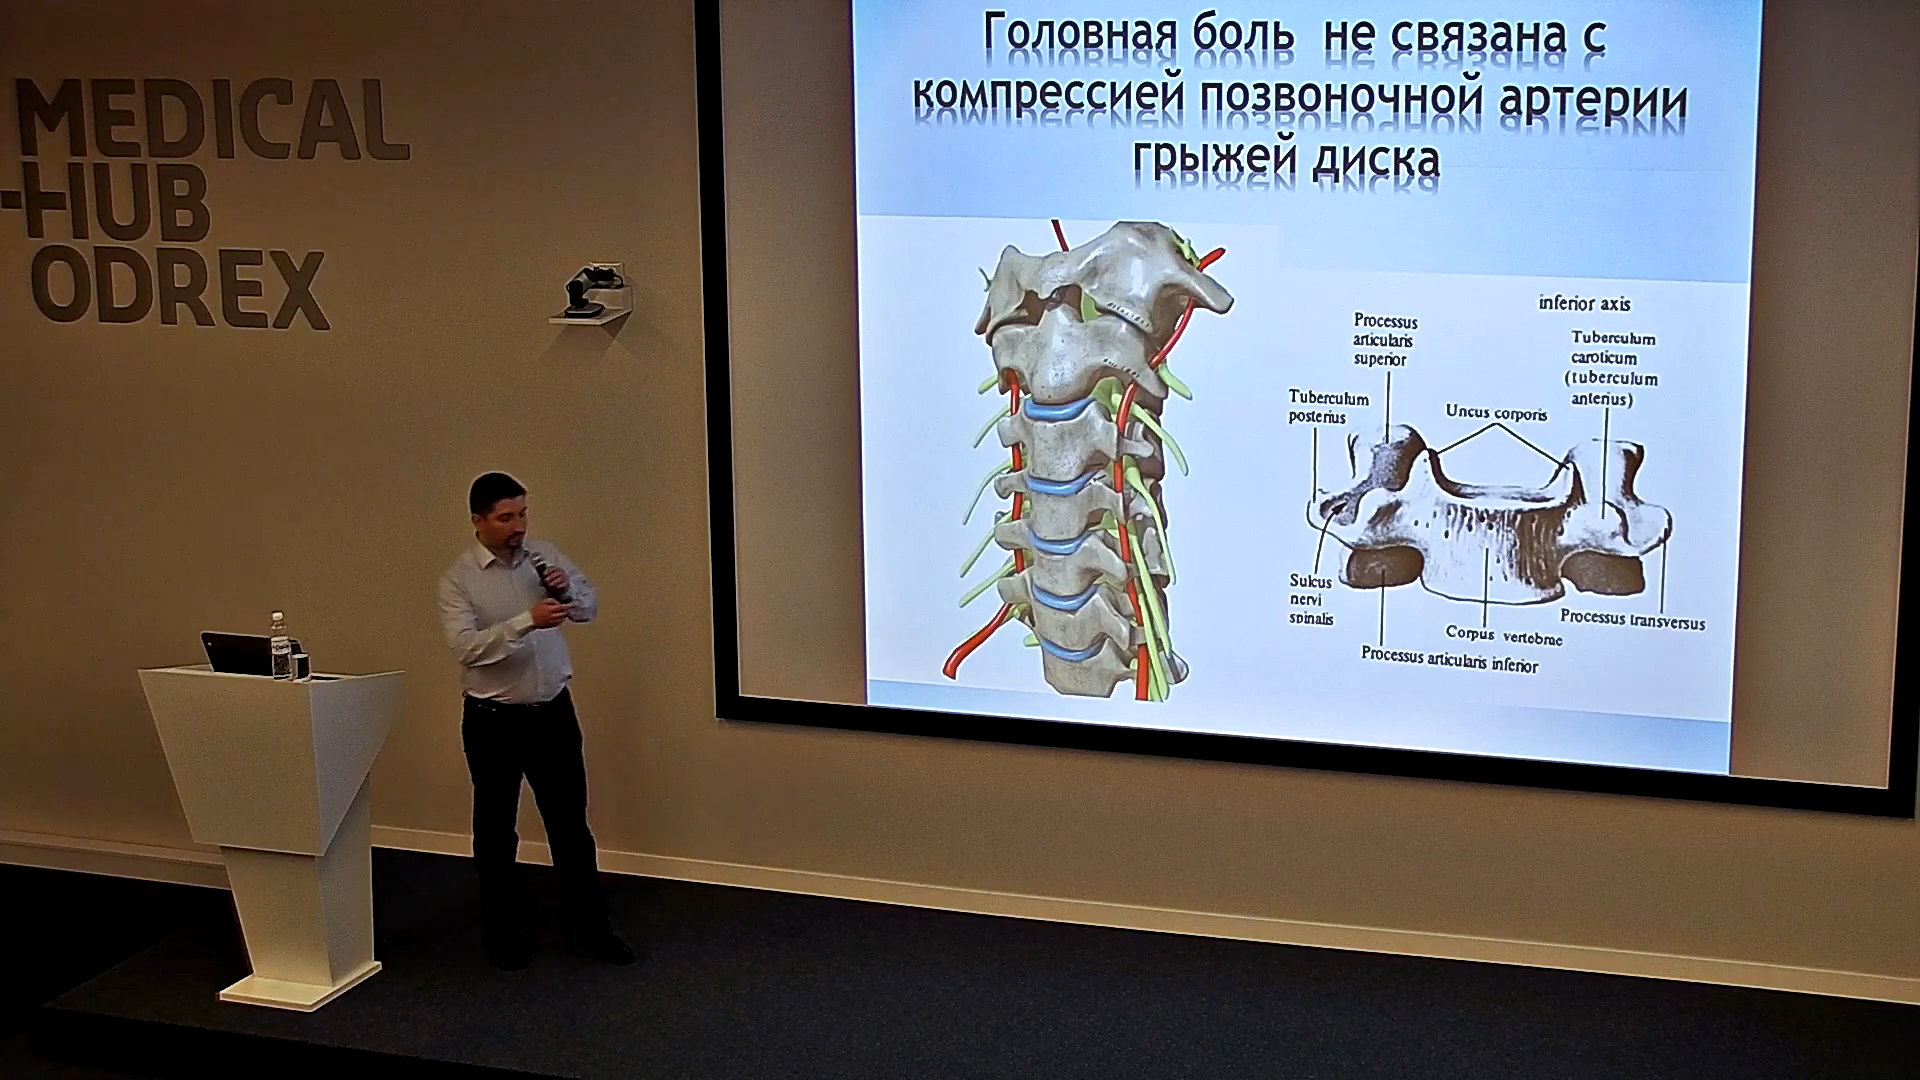 MEDICAL
HUB
ODREX
Головная боль не связана с
компрессией позвоночной артерии
грыжей диска
inferior axis
Processus
articularis
superior
Tuberculum
caroticum
(tuberculum
anterius)
Tuberculum
posterius
Uncus corporis
Sulcus
nervi
spinalis
Corpus vertebrae
Processus transversus
Processus articularis inferior